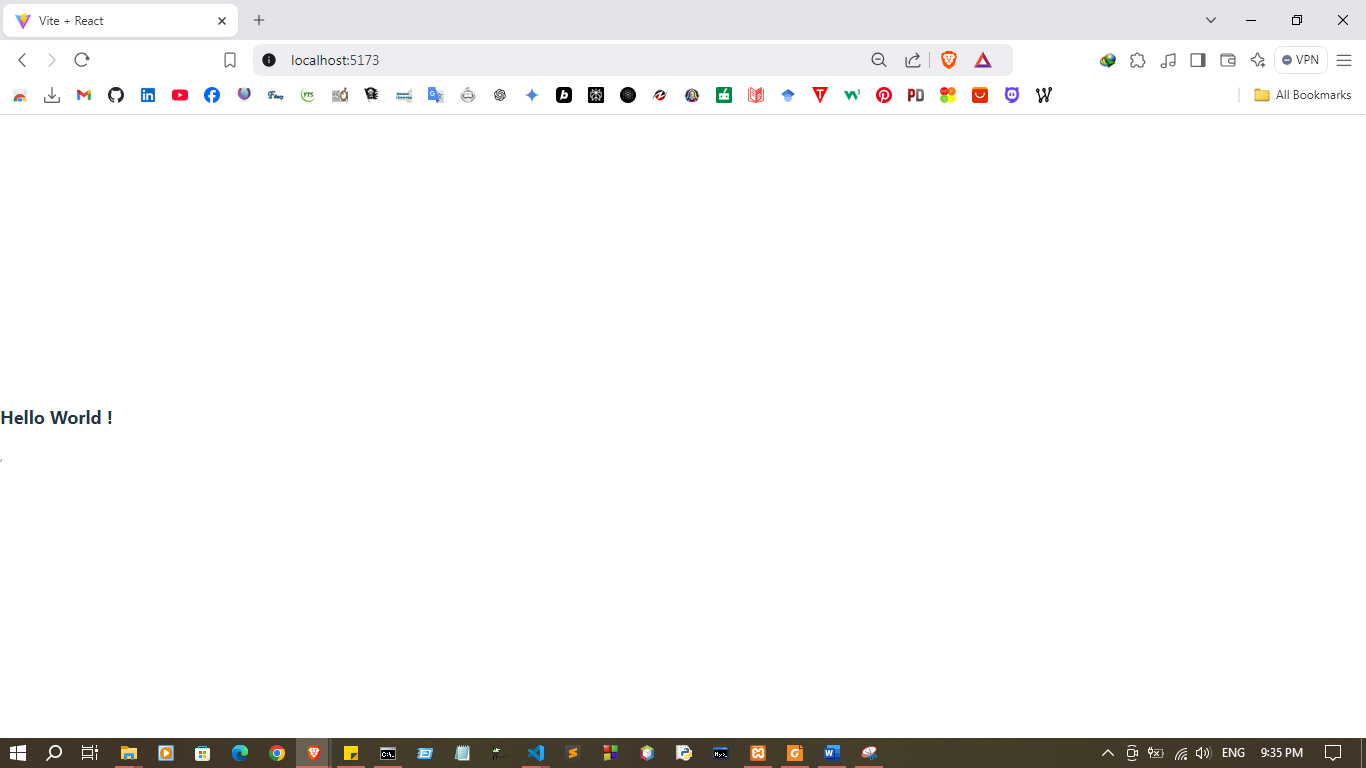 Vite + React
localhost:5173
VPN
All Bookmarks
Hello World !
,
ENG 9:35 PM